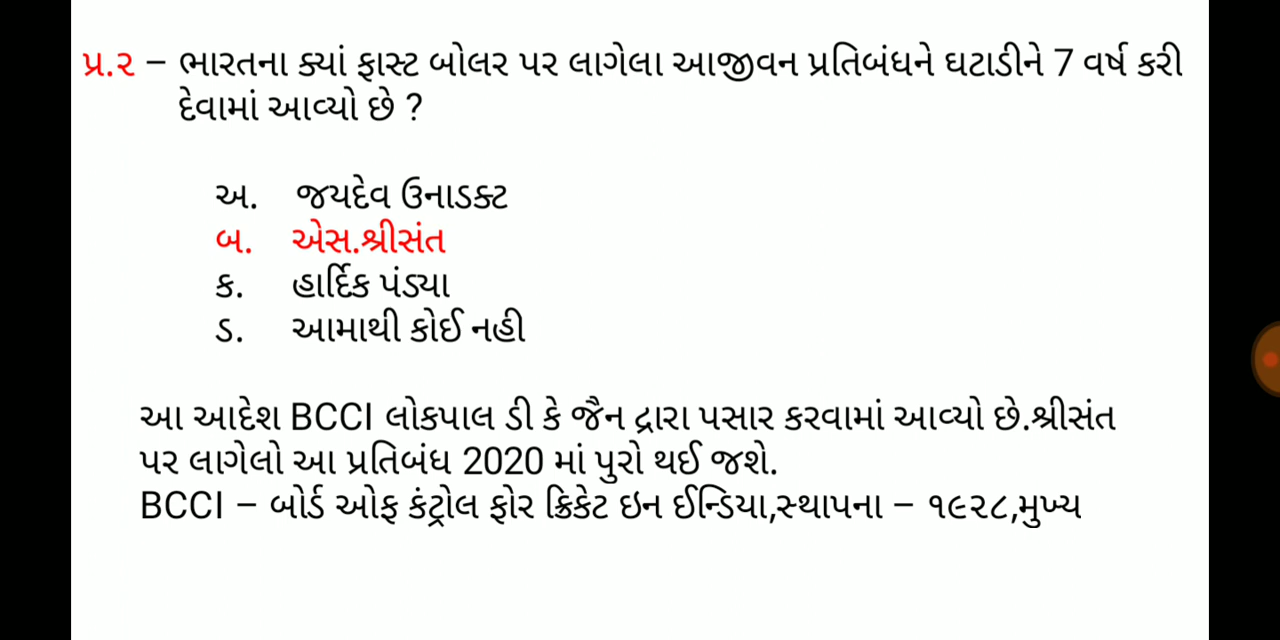 પ્ર.૨ – ભારતના ક્યાં ફાસ્ટ બોલર પર લાગેલા આજીવન પ્રતિબંધને ઘટાડીને 7 વર્ષ કરી
દેવામાં આવ્યો છે ?
અ. જયદેવ ઉનાડક્ટ
બ. એસ.શ્રીસંત
ક. હાર્દિક પંડ્યા
ડ. આમાથી કોઈ નહી
આ આદેશ BCCI લોકપાલ ડી કે જૈન દ્રારા પસાર કરવામાં આવ્યો છે.શ્રીસંત
પર લાગેલો આ પ્રતિબંધ 2020 માં પુરો થઈ જશે.
BCCI – બોર્ડ ઓફ કંટ્રોલ ફોર ક્રિકેટ ઇન ઈન્ડિયા,સ્થાપના – ૧૯૨૮,મુખ્ય